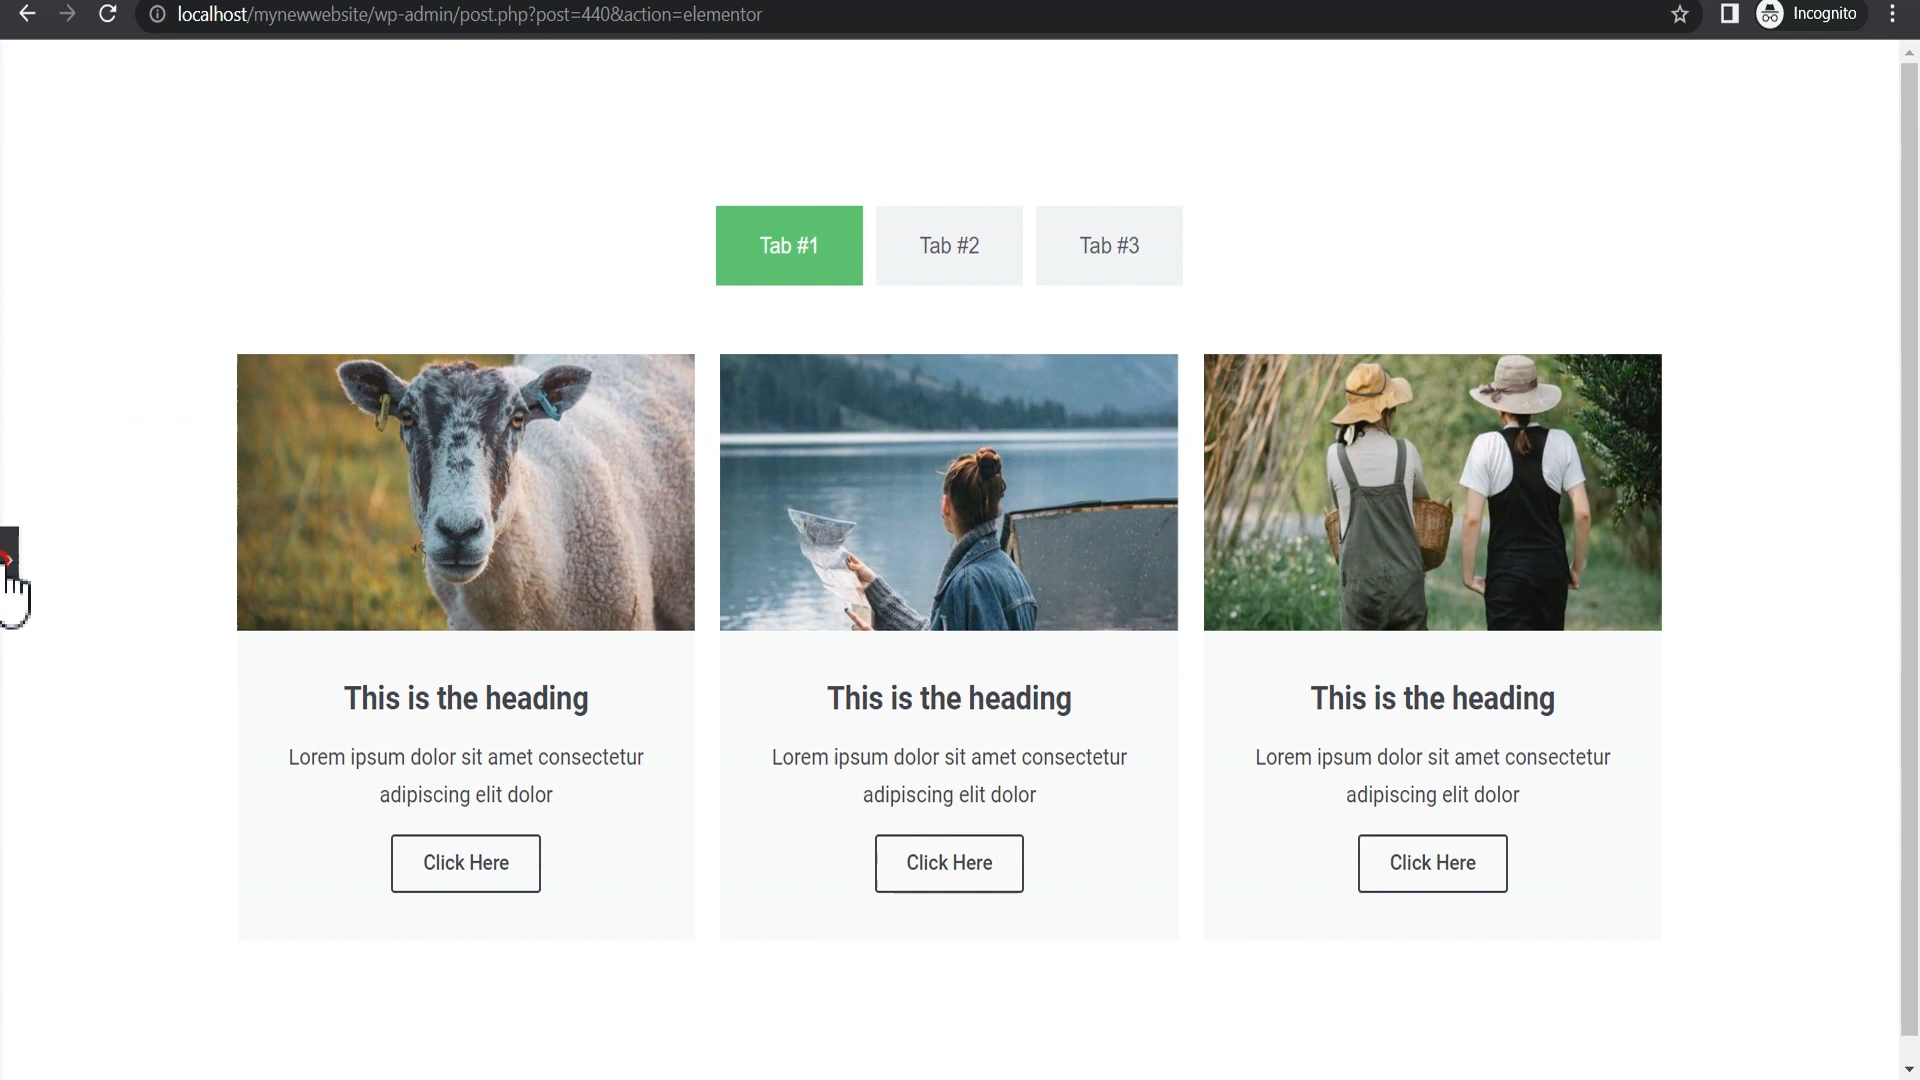 localhost/mynewwebsite/wp-admin/post.php?post=440&action=elementor
Incognito
Tab #1
Tab #2
Tab #3
This is the heading
Lorem ipsum dolor sit amet consectetur
adipiscing elit dolor
Click Here
This is the heading
Lorem ipsum dolor sit amet consectetur
adipiscing elit dolor
Click Here
This is the heading
Lorem ipsum dolor sit amet consectetur
adipiscing elit dolor
Click Here